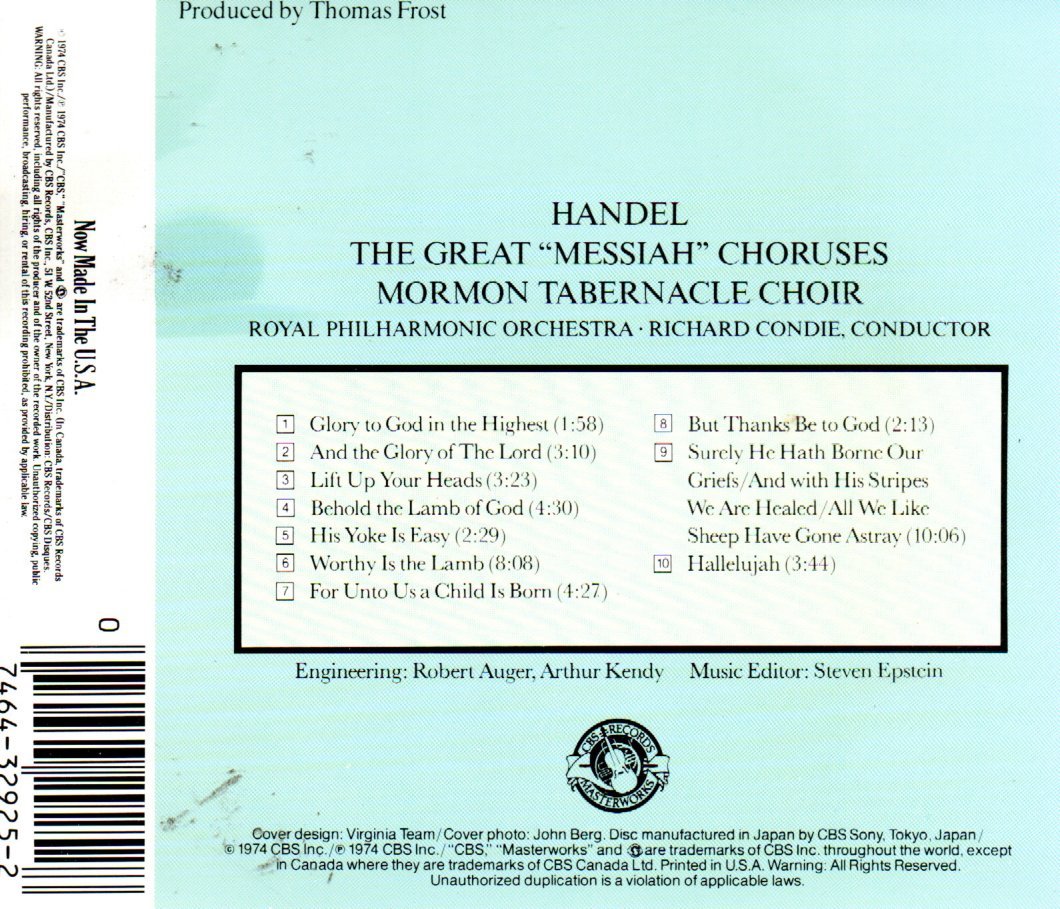 Produced by Thomas Frost
HANDEL
THE GREAT “MESSIAH” CHORUSES
MORMON TABERNACLE CHOIR
ROYAL PHILHARMONIC ORCHESTRA · RICHARD CONDIE, CONDUCTOR
1 Glory to God in the Highest (1:58)
2 And the Glory of The Lord (3:10)
3 Lift Up Your Heads (3:23)
4 Behold the Lamb of God (4:30)
5 His Yoke Is Easy (2:29)
6 Worthy Is the Lamb (8:08)
7 For Unto Us a Child Is Born (4:27)
8 But Thanks Be to God (2:13)
9 Surely He Hath Borne Our
Griefs/And with His Stripes
We Are Healed/All We Like
Sheep Have Gone Astray (10:06)
10 Hallelujah (3:44)
Engineering: Robert Auger, Arthur Kendy Music Editor: Steven Epstein
CBS RECORDS
MASTERWORKS
Cover design: Virginia Team/Cover photo: John Berg. Disc manufactured in Japan by CBS Sony, Tokyo, Japan/
© 1974 CBS Inc./℗ 1974 CBS Inc./“CBS,” “Masterworks” and are trademarks of CBS Inc. throughout the world, except
in Canada where they are trademarks of CBS Canada Ltd. Printed in U.S.A. Warning: All Rights Reserved.
Unauthorized duplication is a violation of applicable laws.
Now Made In The U.S.A.
© 1974 CBS Inc./℗ 1974 CBS Inc./“CBS,” “Masterworks” and are trademarks of CBS Inc. (In Canada, trademarks of CBS Records
Canada Ltd.)/Manufactured by CBS Records, CBS Inc., 51 W 52nd Street, New York, N.Y./Distribution: CBS Records/CBS Disques.
WARNING: All rights reserved, including all rights of the producer and of the owner of the recorded work. Unauthorized copying, public
performance, broadcasting, hiring, or rental of this recording prohibited, as provided by applicable law.
0
7464-32925-2